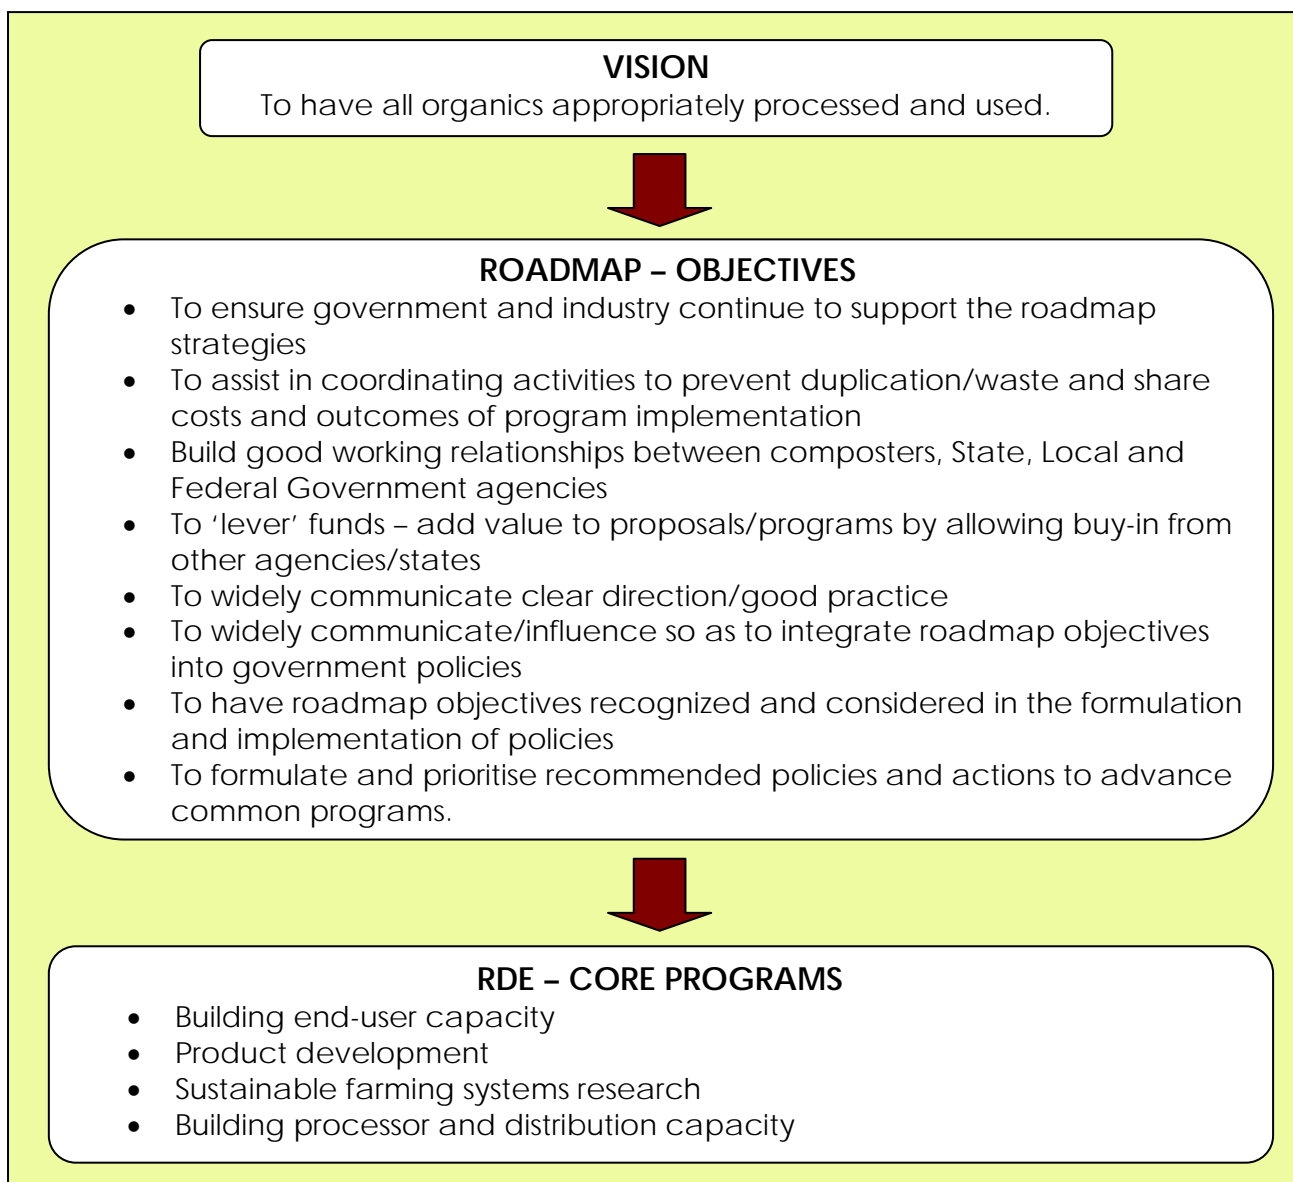 VISION
To have all organics appropriately processed and used.
ROADMAP – OBJECTIVES
• To ensure government and industry continue to support the roadmap
strategies
• To assist in coordinating activities to prevent duplication/waste and share
costs and outcomes of program implementation
• Build good working relationships between composters, State, Local and
Federal Government agencies
• To ‘lever’ funds – add value to proposals/programs by allowing buy-in from
other agencies/states
• To widely communicate clear direction/good practice
• To widely communicate/influence so as to integrate roadmap objectives
into government policies
• To have roadmap objectives recognized and considered in the formulation
and implementation of policies
• To formulate and prioritise recommended policies and actions to advance
common programs.
RDE – CORE PROGRAMS
• Building end-user capacity
• Product development
• Sustainable farming systems research
• Building processor and distribution capacity